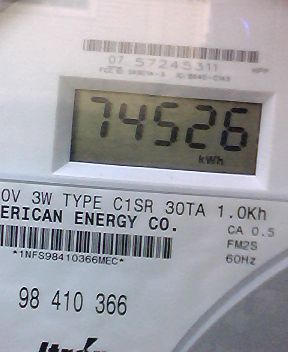 07 57245311
74526
kWh
0V 3W TYPE C1SR 30TA 1.0Kh
ERICAN ENERGY CO.
CA 0.5
FM2S
60Hz
*1NFS98410366MEC*
98 410 366
Itron